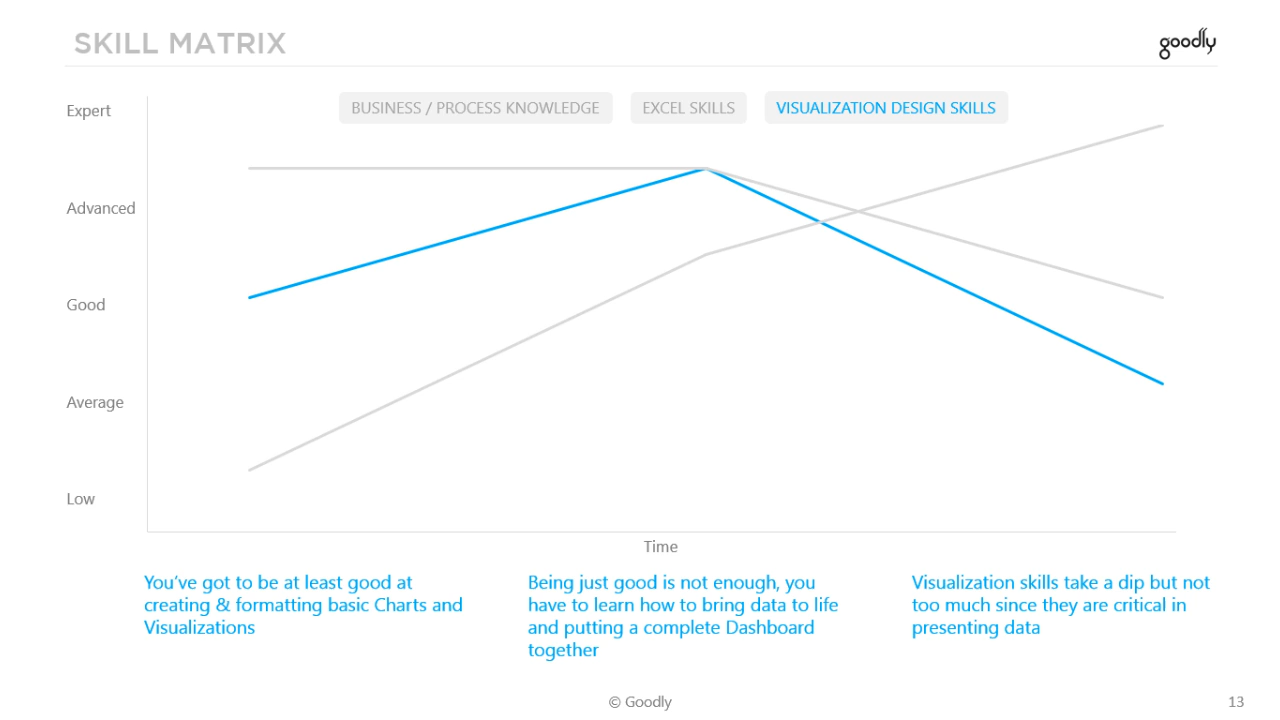 SKILL MATRIX
goodly
Expert
BUSINESS / PROCESS KNOWLEDGE
EXCEL SKILLS
VISUALIZATION DESIGN SKILLS
Advanced
Good
Average
Low
Time
You've got to be at least good at
creating & formatting basic Charts and
Visualizations
Being just good is not enough, you
have to learn how to bring data to life
and putting a complete Dashboard
together
Visualization skills take a dip but not
too much since they are critical in
presenting data
© Goodly
13